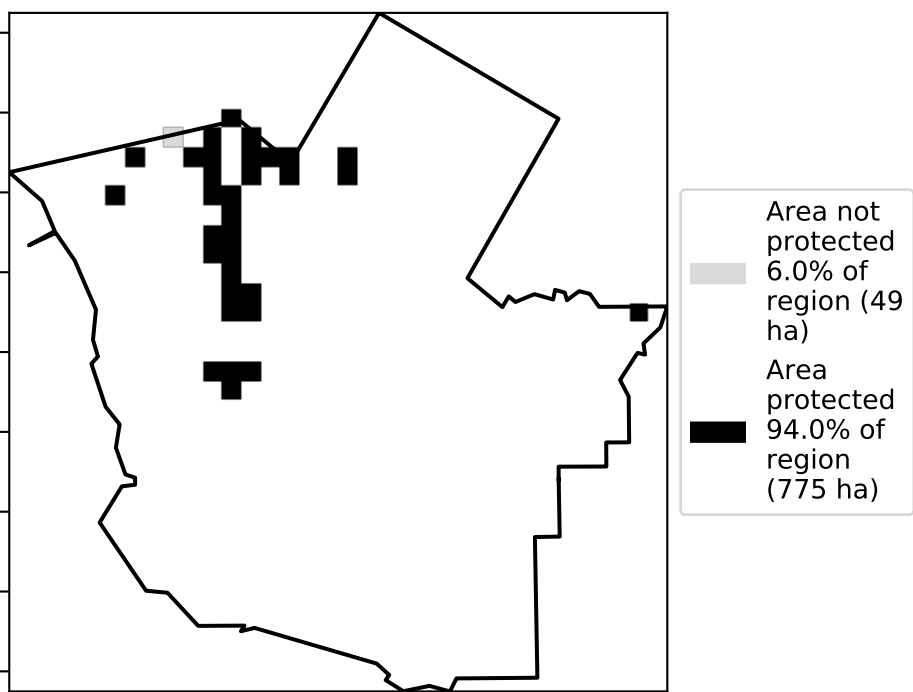 Area not
protected
6.0% of
region (49
ha)
Area
protected
94.0% of
region
(775 ha)